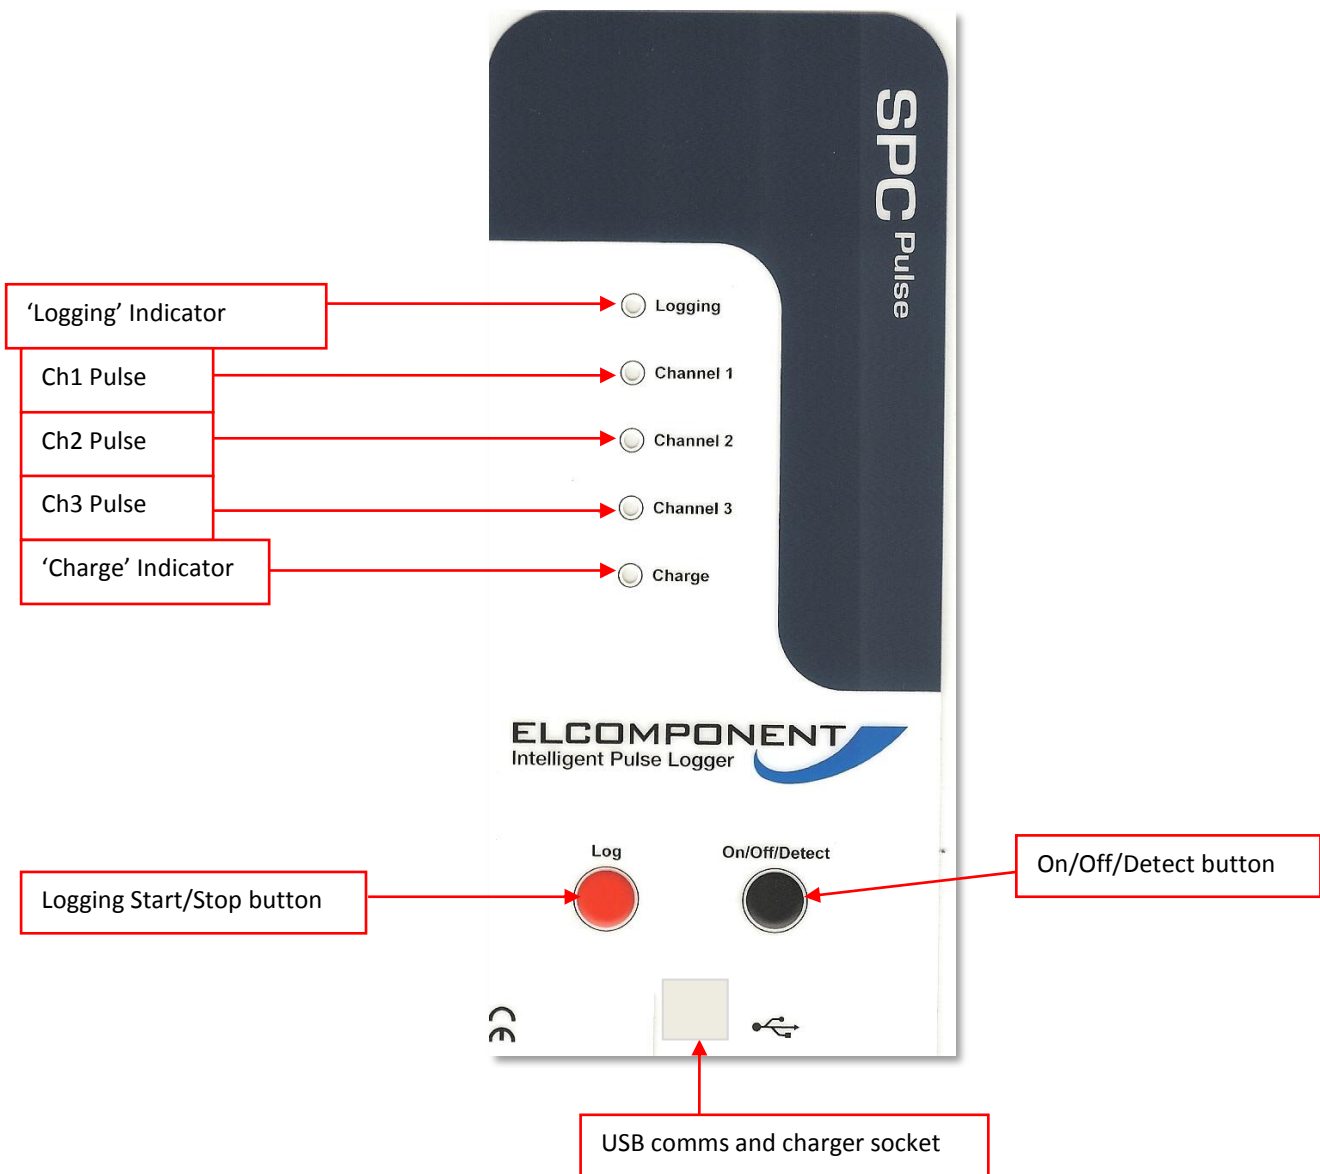 SPC Pulse
‘Logging’ Indicator
Logging
Ch1 Pulse
Channel 1
Ch2 Pulse
Channel 2
Ch3 Pulse
Channel 3
‘Charge’ Indicator
Charge
ELCOMPONENT
Intelligent Pulse Logger
Log
On/Off/Detect
Logging Start/Stop button
On/Off/Detect button
CE
USB comms and charger socket